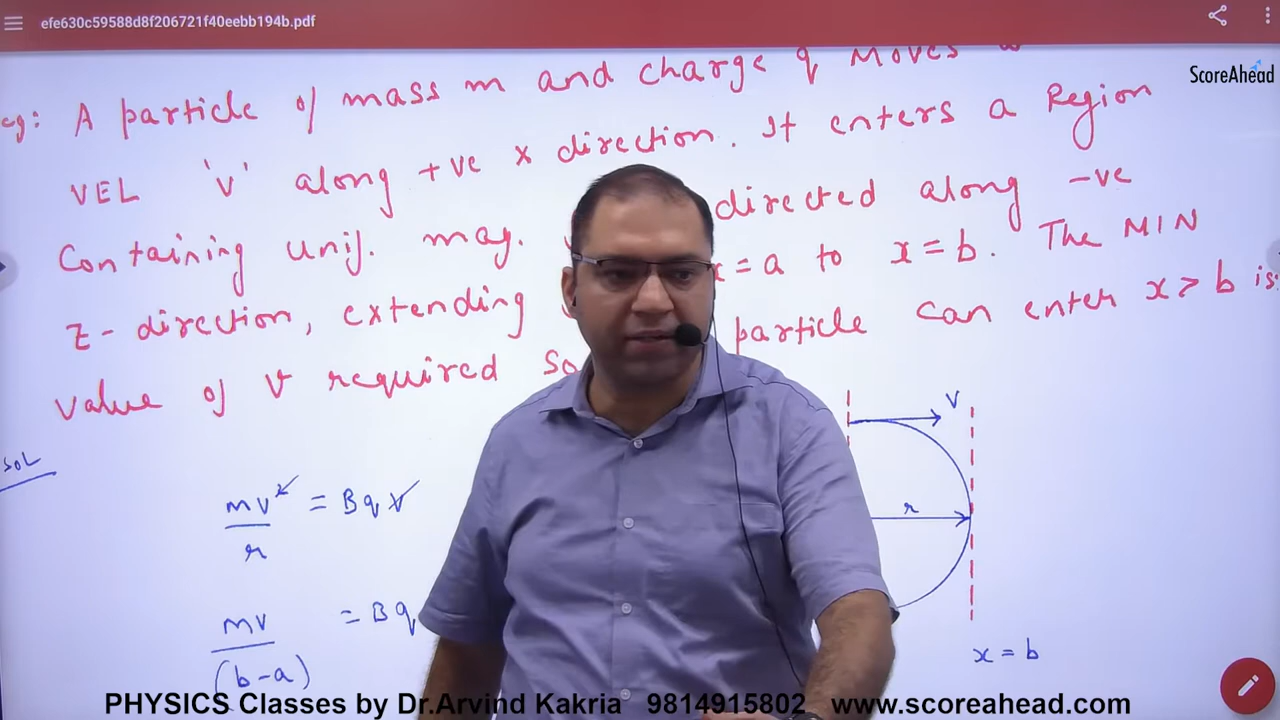 efe630c59588d8f206721f40eebb194b.pdf
ScoreAhead
eg: A particle of mass m and charge q Moves
VEL 'v' along +ve x direction. It enters a Region
Containing Unif. mag. directed along -ve
Z-direction, extending x=a to x=b. The MIN
Value of V required So particle can enter x>b is:
SOL
mv² = BqV
r
mv = Bq
(b-a)
V
r
x = b
PHYSICS Classes by Dr.Arvind Kakria 9814915802 www.scoreahead.com